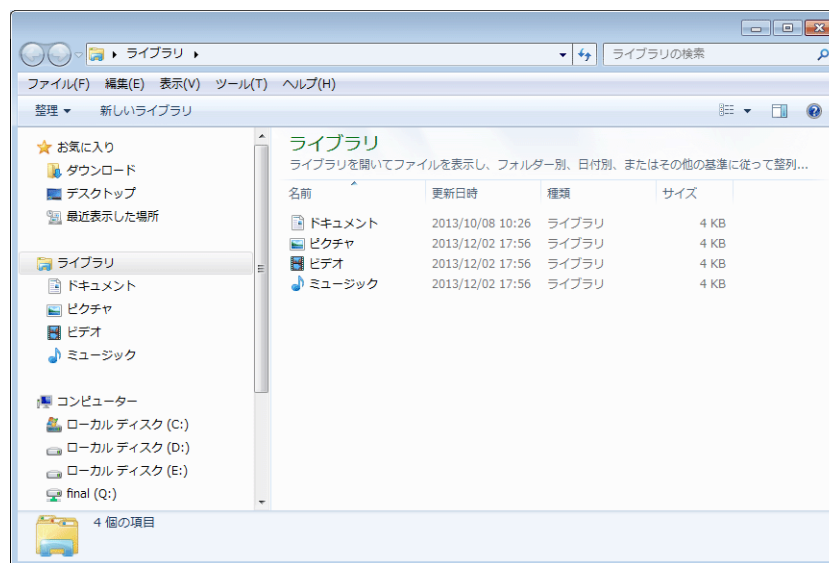 ライブラリ
ライブラリの検索
ファイル(F) 編集(E) 表示(V) ツール(T) ヘルプ(H)
整理 新しいライブラリ
お気に入り
ダウンロード
デスクトップ
最近表示した場所
ライブラリ
ドキュメント
ピクチャ
ビデオ
ミュージック
コンピューター
ローカル ディスク (C:)
ローカル ディスク (D:)
ローカル ディスク (E:)
final (Q:)
ライブラリ
ライブラリを開いてファイルを表示し、フォルダー別、日付別、またはその他の基準に従って整列...
名前 更新日時 種類 サイズ
ドキュメント 2013/10/08 10:26 ライブラリ 4 KB
ピクチャ 2013/12/02 17:56 ライブラリ 4 KB
ビデオ 2013/12/02 17:56 ライブラリ 4 KB
ミュージック 2013/12/02 17:56 ライブラリ 4 KB
4 個の項目